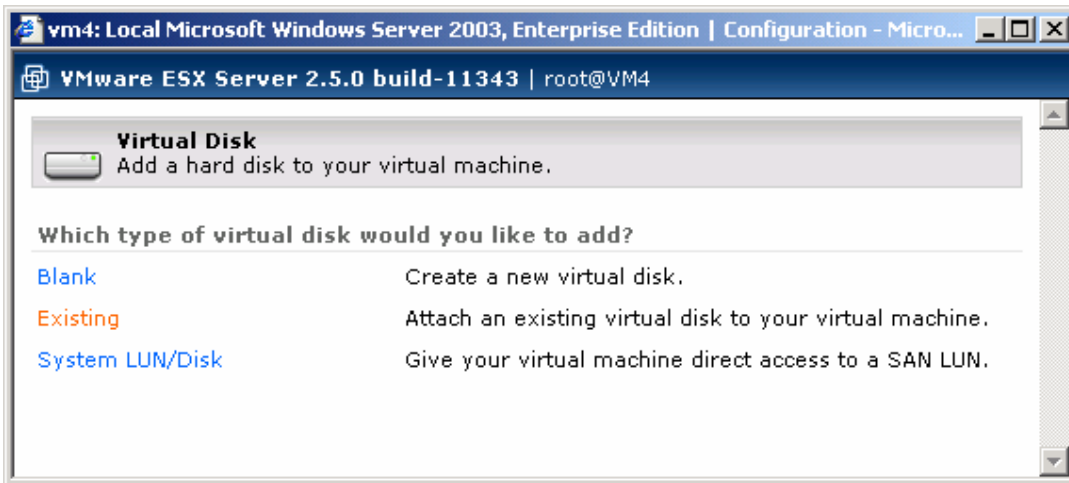 vm4: Local Microsoft Windows Server 2003, Enterprise Edition | Configuration - Micro...
VMware ESX Server 2.5.0 build-11343 | root@VM4
Virtual Disk
Add a hard disk to your virtual machine.
Which type of virtual disk would you like to add?
Blank Create a new virtual disk.
Existing Attach an existing virtual disk to your virtual machine.
System LUN/Disk Give your virtual machine direct access to a SAN LUN.